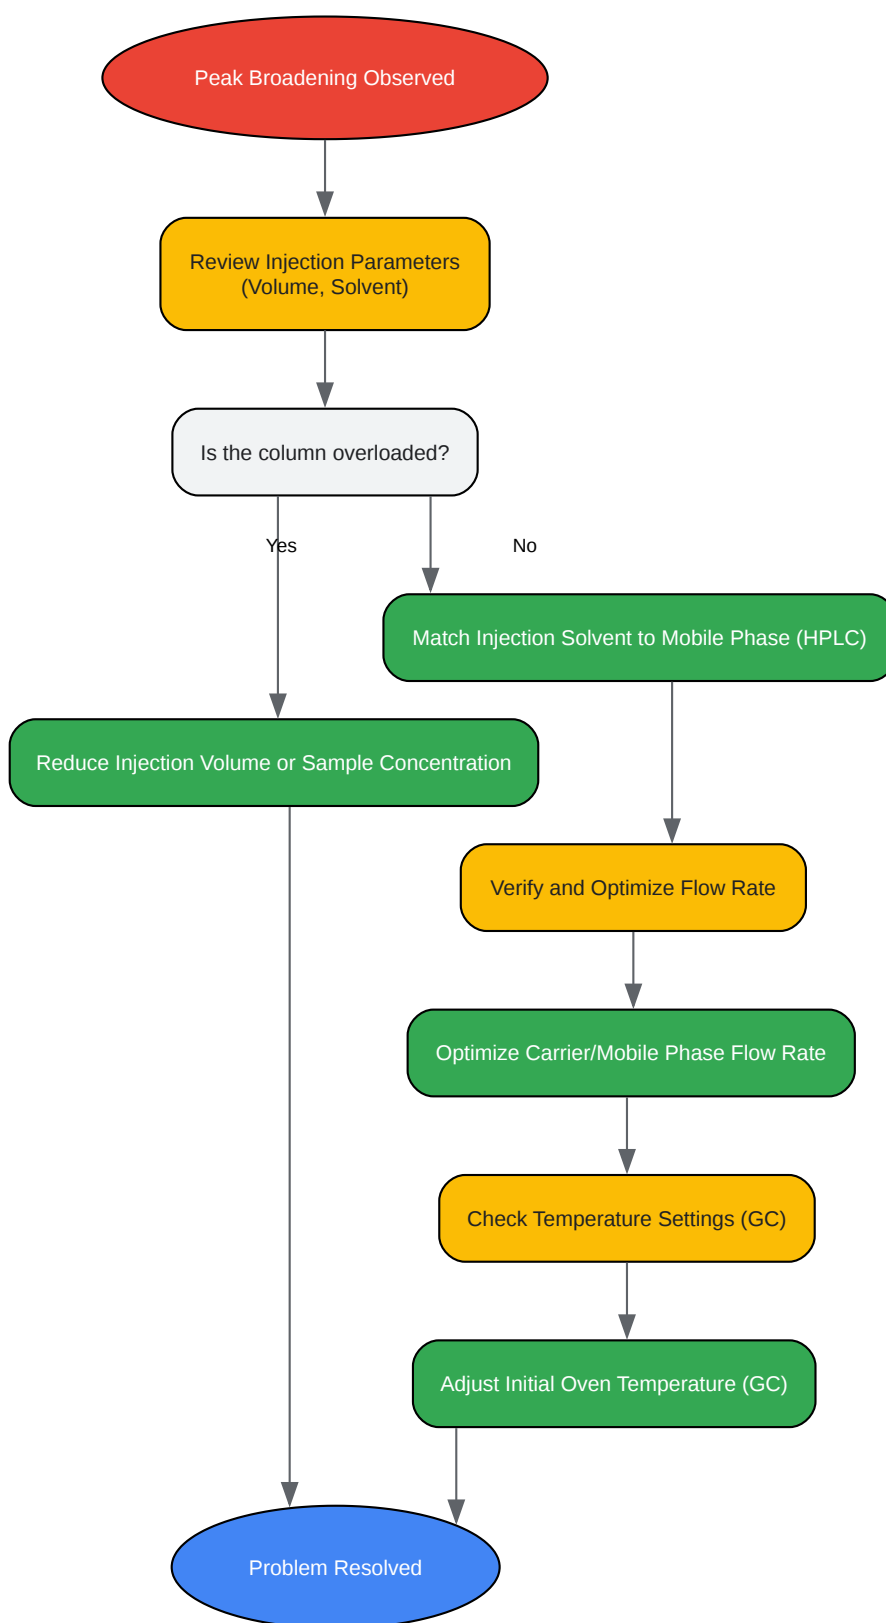 Peak Broadening Observed
Review Injection Parameters
(Volume, Solvent)
Is the column overloaded?
Yes
No
Match Injection Solvent to Mobile Phase (HPLC)
Reduce Injection Volume or Sample Concentration
Verify and Optimize Flow Rate
Optimize Carrier/Mobile Phase Flow Rate
Check Temperature Settings (GC)
Adjust Initial Oven Temperature (GC)
Problem Resolved